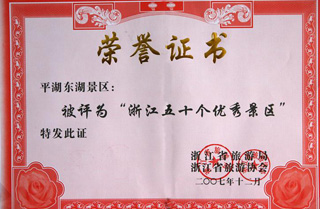 荣誉证书
平湖东湖景区：
被评为“浙江五十个优秀景区”
特发此证
浙江省旅游局
浙江省旅游协会
二〇〇七年十二月